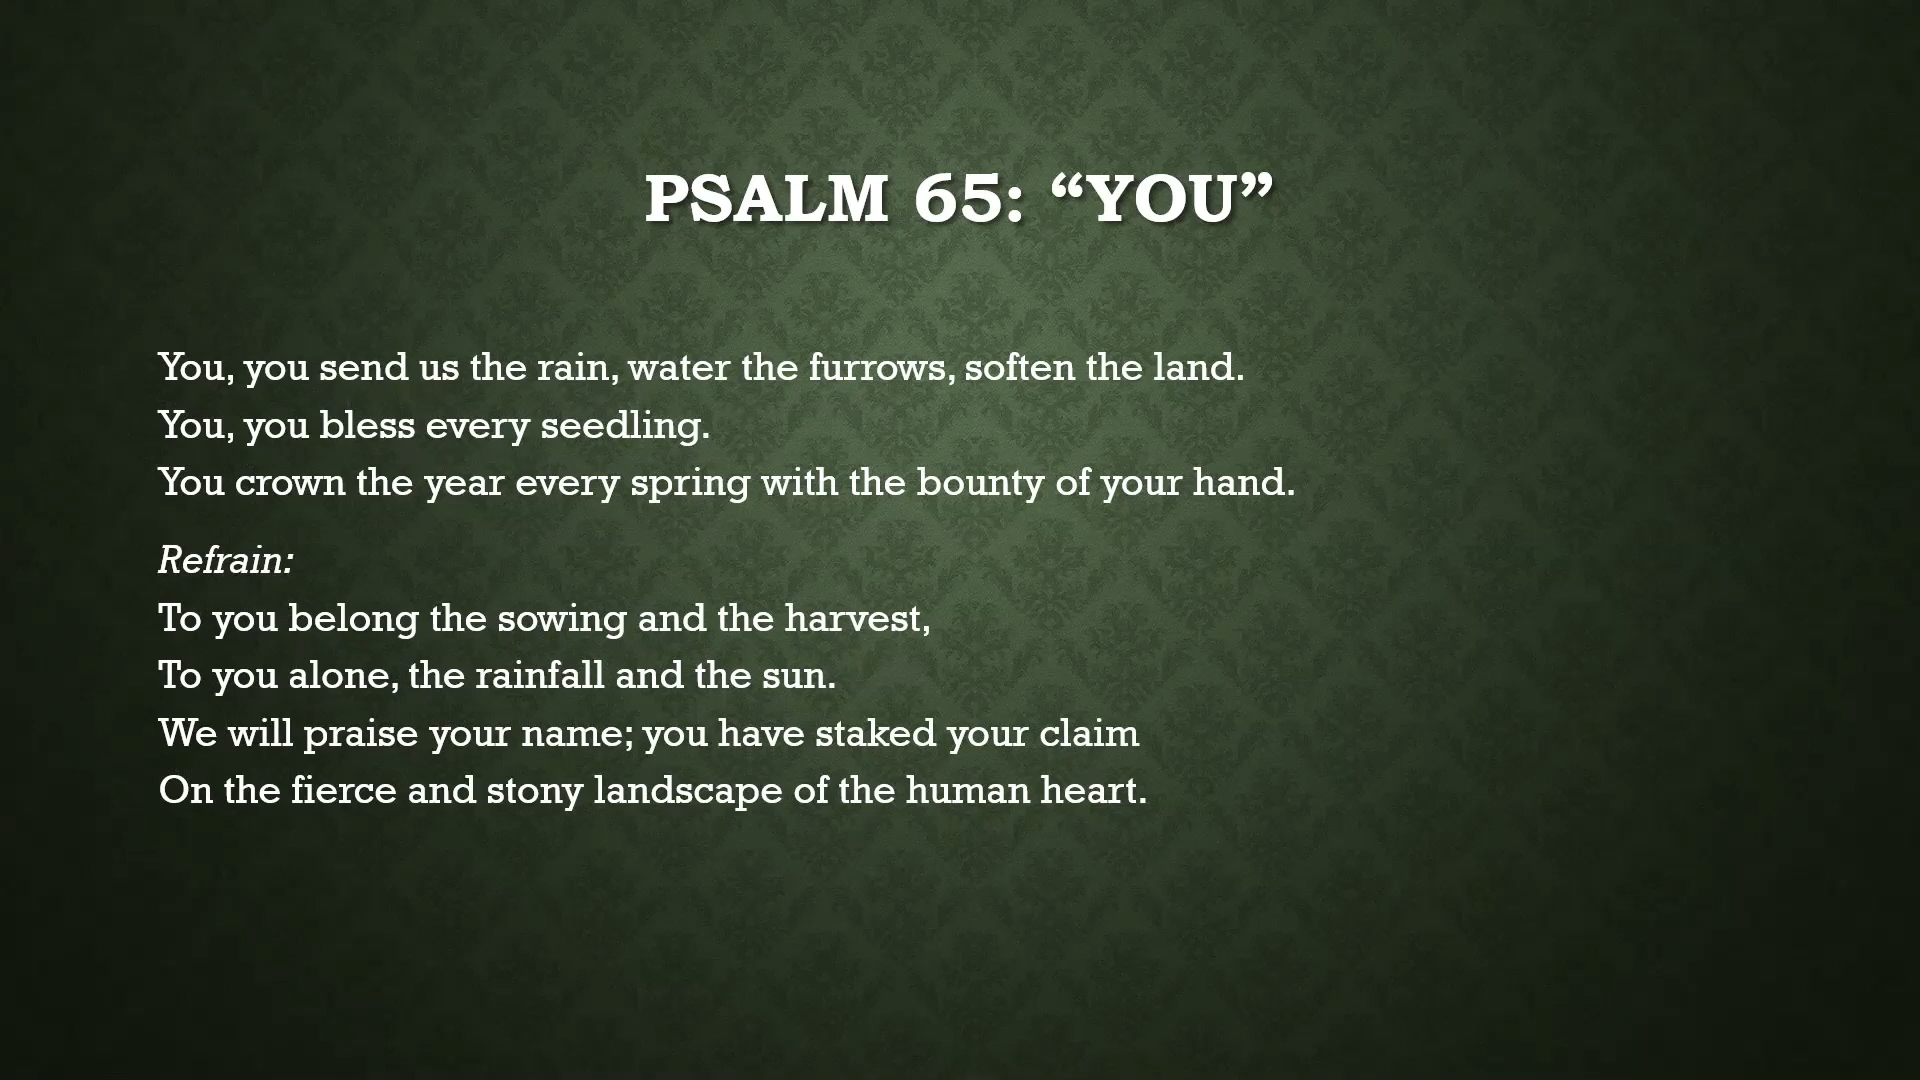 PSALM 65: “YOU”
You, you send us the rain, water the furrows, soften the land.
You, you bless every seedling.
You crown the year every spring with the bounty of your hand.
Refrain:
To you belong the sowing and the harvest,
To you alone, the rainfall and the sun.
We will praise your name; you have staked your claim
On the fierce and stony landscape of the human heart.